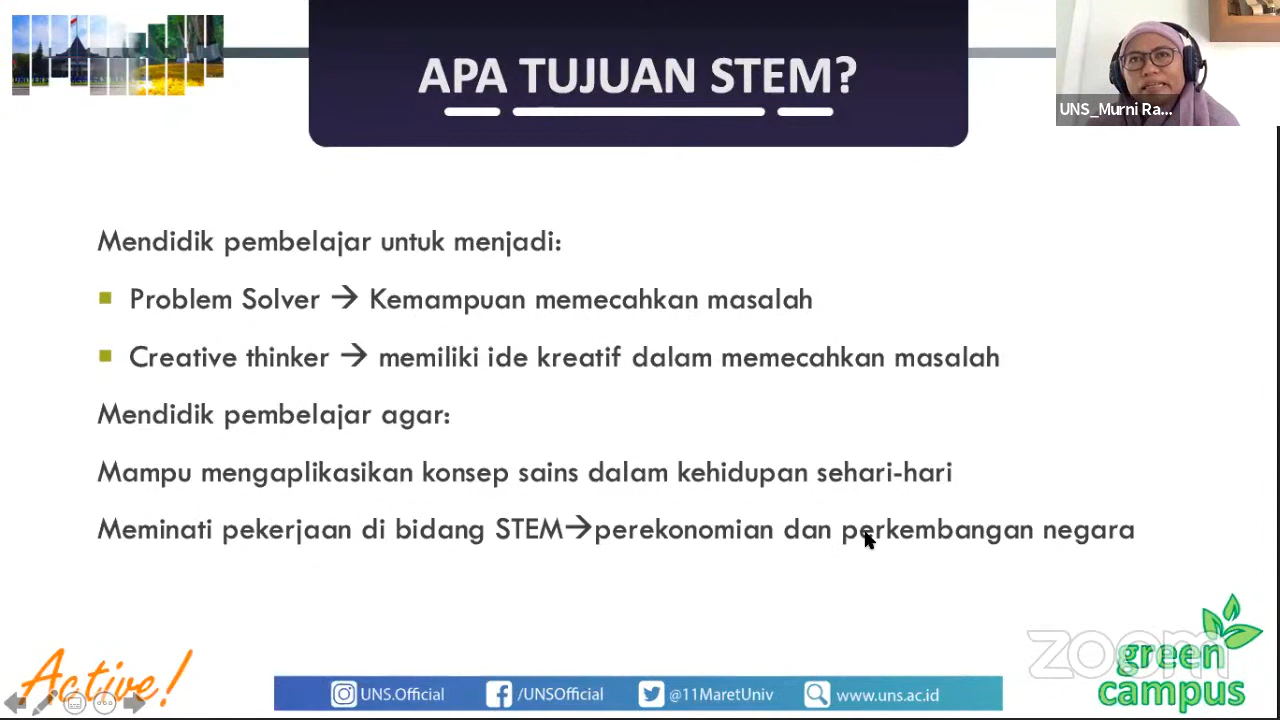 APA TUJUAN STEM?
UNS_Murni Ra...
Mendidik pembelajar untuk menjadi:
Problem Solver → Kemampuan memecahkan masalah
Creative thinker → memiliki ide kreatif dalam memecahkan masalah
Mendidik pembelajar agar:
Mampu mengaplikasikan konsep sains dalam kehidupan sehari-hari
Meminati pekerjaan di bidang STEM→perekonomian dan perkembangan negara
zoom
green
campus
Active!
UNS.Official
/UNSOfficial
@11MaretUniv
www.uns.ac.id